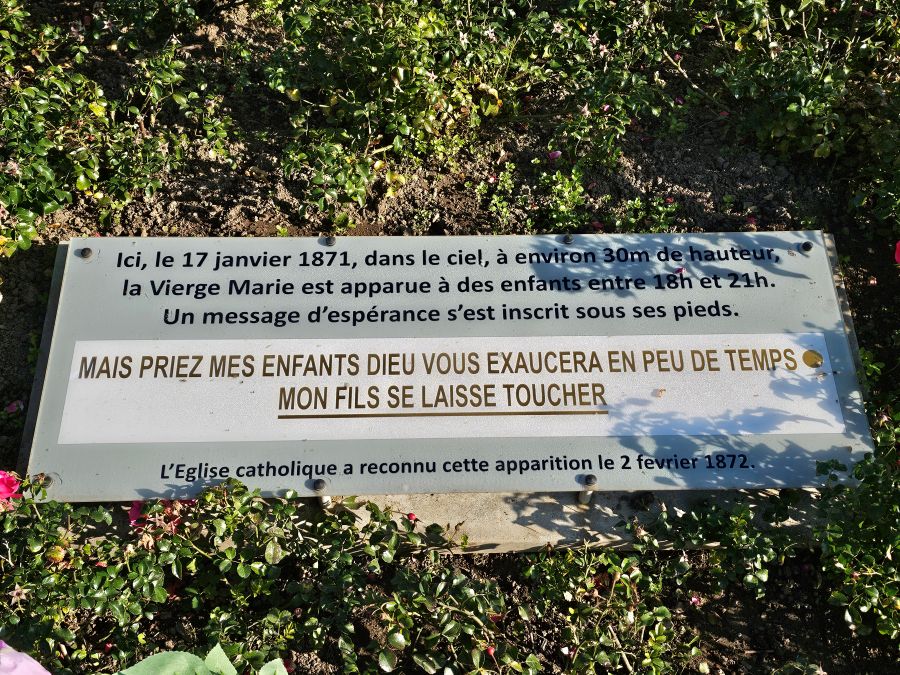 Ici, le 17 janvier 1871, dans le ciel, à environ 30m de hauteur,
la Vierge Marie est apparue à des enfants entre 18h et 21h.
Un message d'espérance s'est inscrit sous ses pieds.
MAIS PRIEZ MES ENFANTS DIEU VOUS EXAUCERA EN PEU DE TEMPS
MON FILS SE LAISSE TOUCHER
L'Eglise catholique a reconnu cette apparition le 2 fevrier 1872.